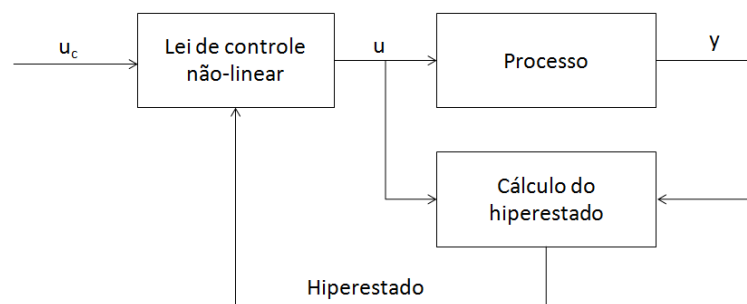 u_c
Lei de controle
não-linear
u
Processo
y
Cálculo do
hiperestado
Hiperestado